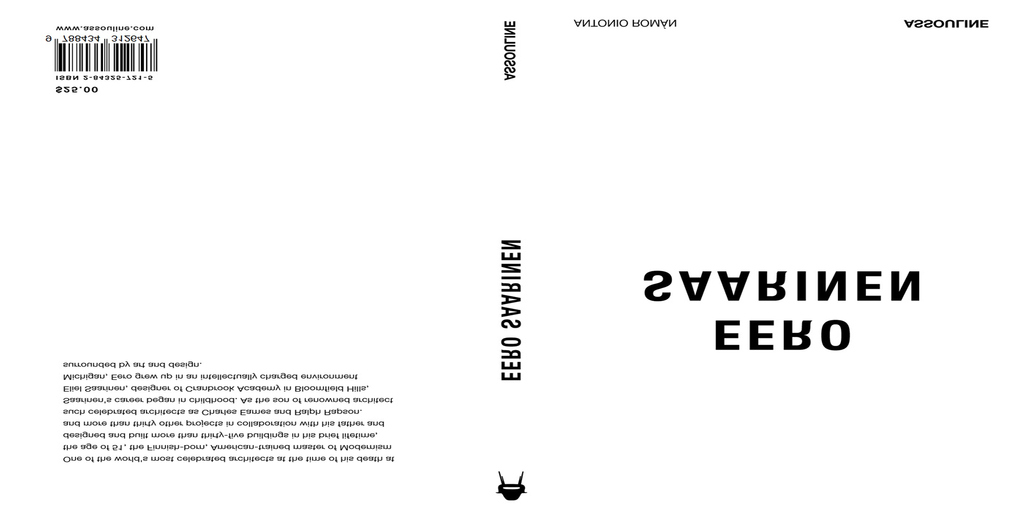 One of the world's most celebrated architects at the time of his death at
the age of 51, the Finnish-born, American-trained master of Modernism
designed and built more than thirty-five buildings in his brief lifetime,
and more than thirty other projects in collaboration with his father and
such celebrated architects as Charles Eames and Ralph Rapson.
Saarinen's career began in childhood. As the son of renowned architect
Eliel Saarinen, designer of Cranbrook Academy in Bloomfield Hills,
Michigan, Eero grew up in an intellectually charged environment
surrounded by art and design.
$25.00
ISBN 2-84325-721-5
9 788434 312647
www.assouline.com
EERO SAARINEN
ASSOULINE
EERO
SAARINEN
ANTONIO ROMÁN
ASSOULINE